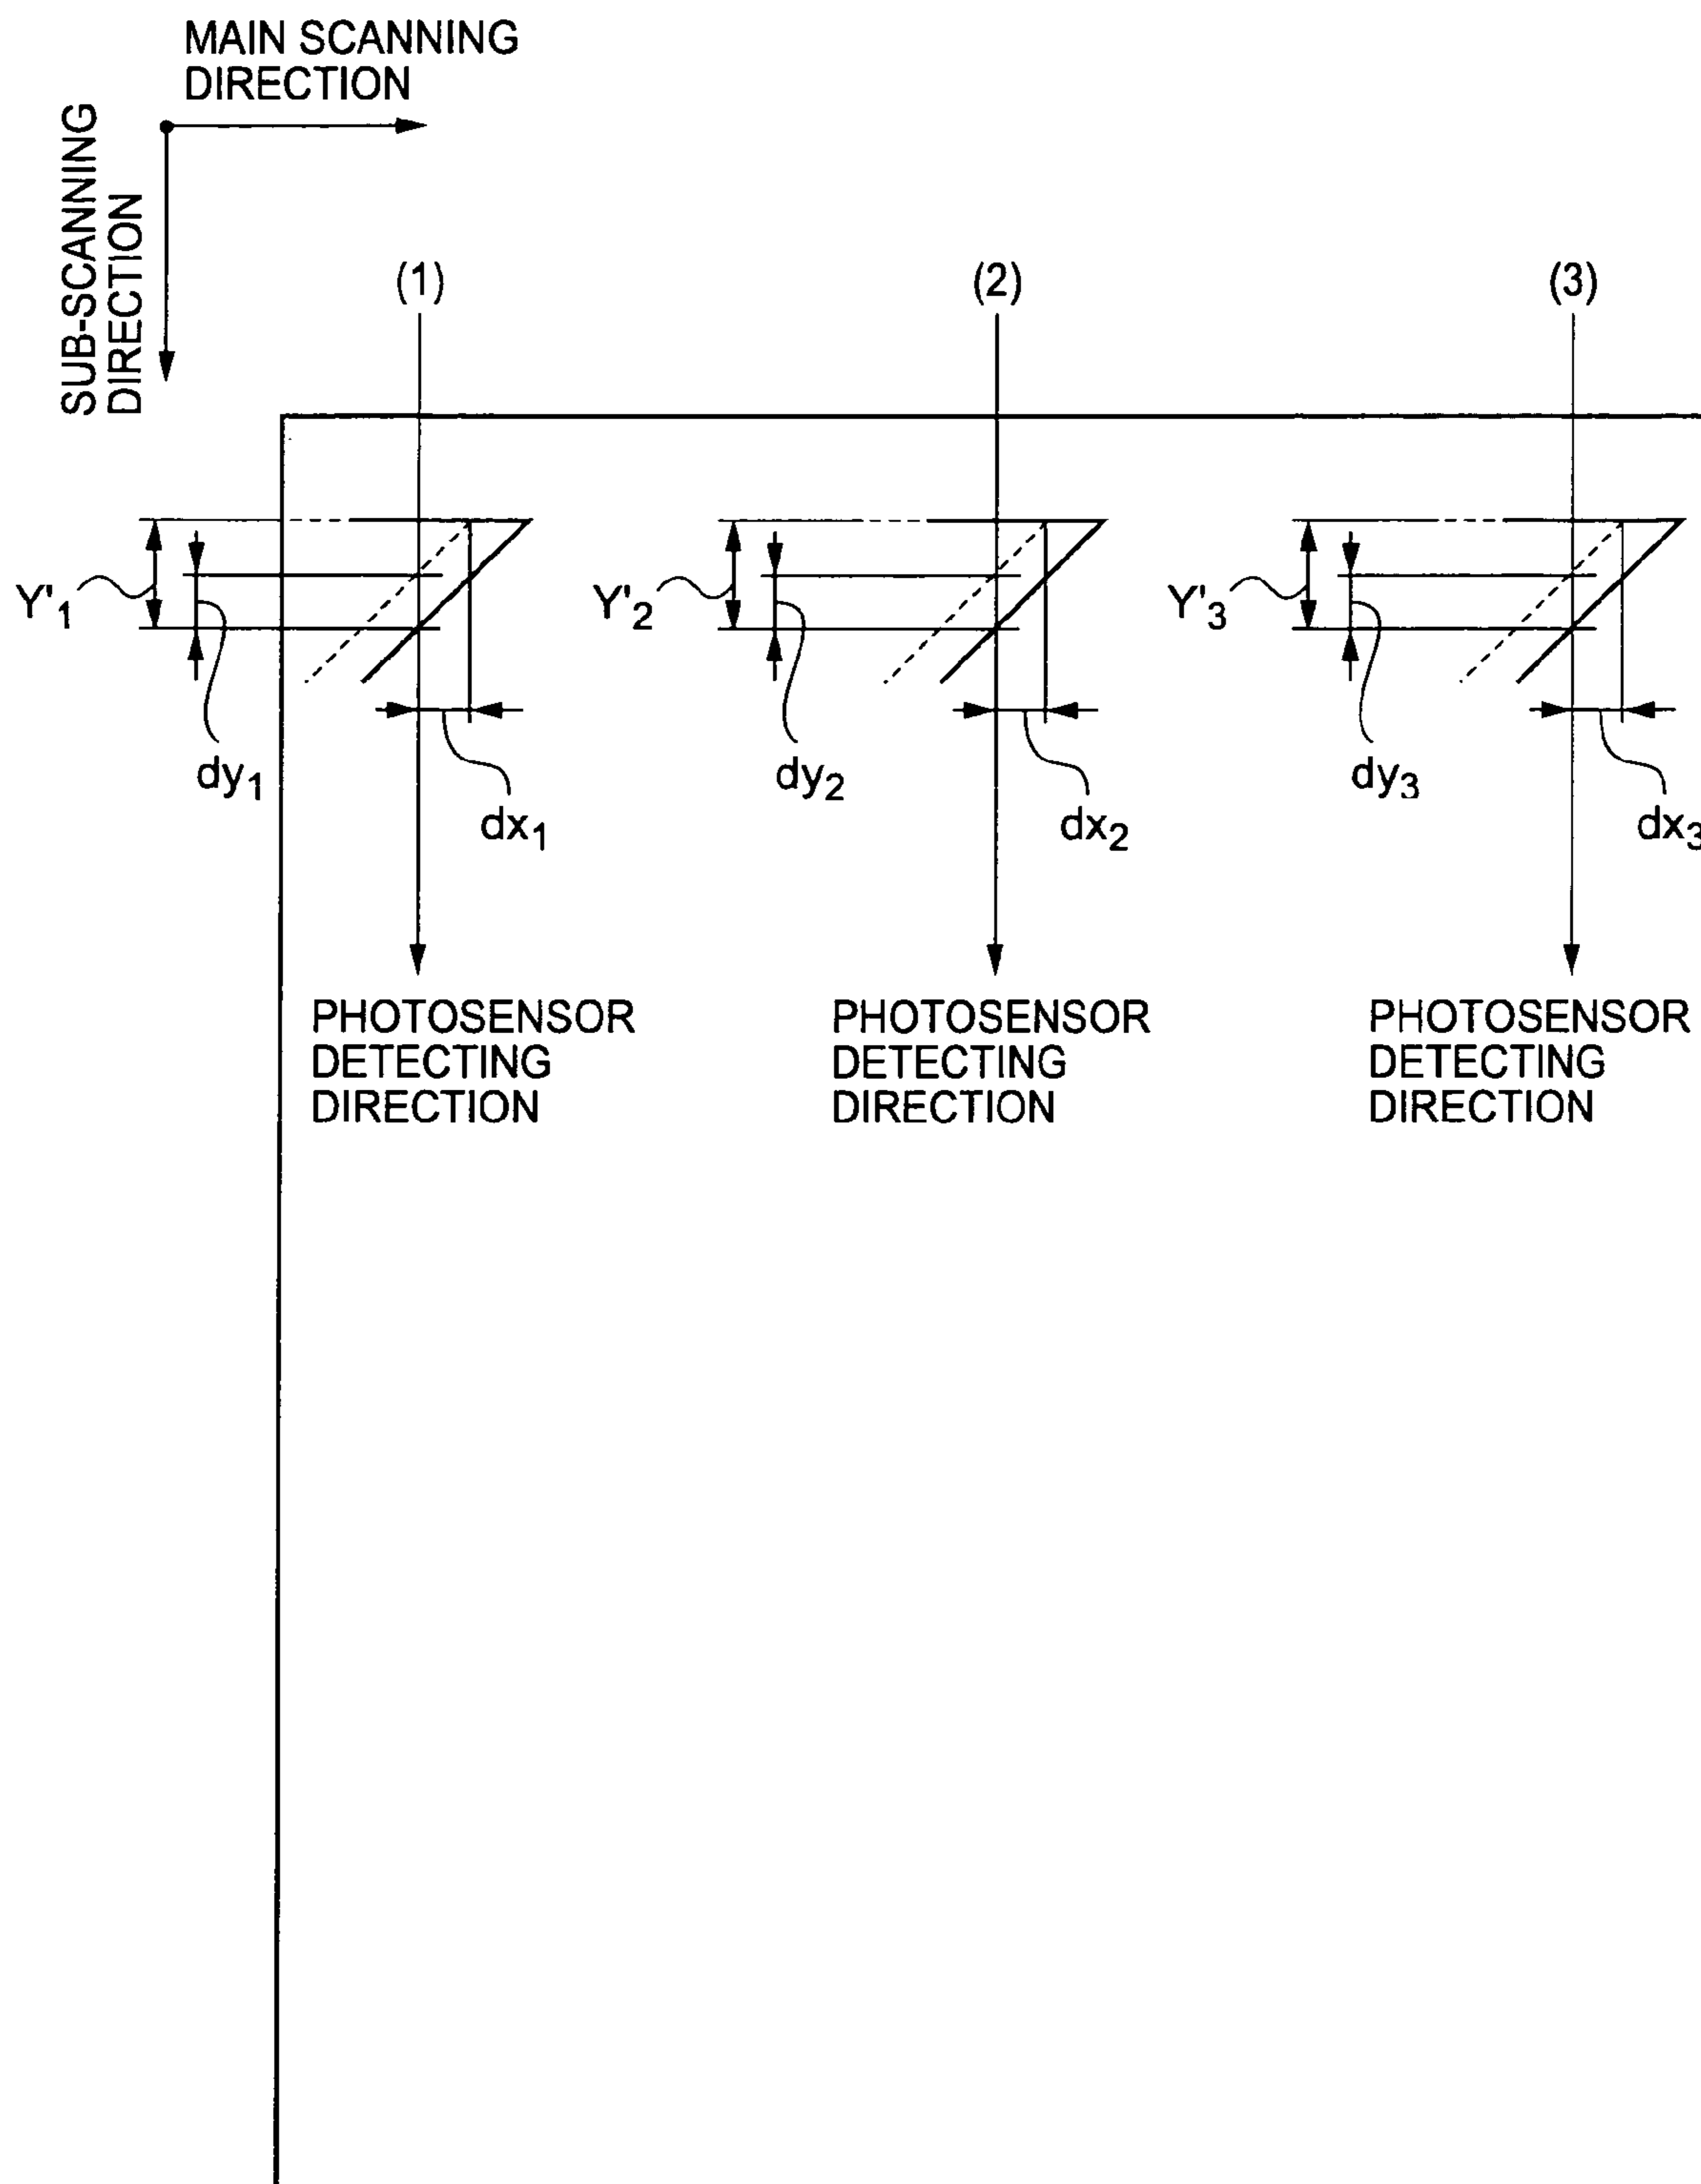 MAIN SCANNING
DIRECTION
SUB-SCANNING
DIRECTION
(1)
(2)
(3)
Y'1
Y'2
Y'3
dy1
dx1
dy2
dx2
dy3
dx3
PHOTOSENSOR
DETECTING
DIRECTION
PHOTOSENSOR
DETECTING
DIRECTION
PHOTOSENSOR
DETECTING
DIRECTION